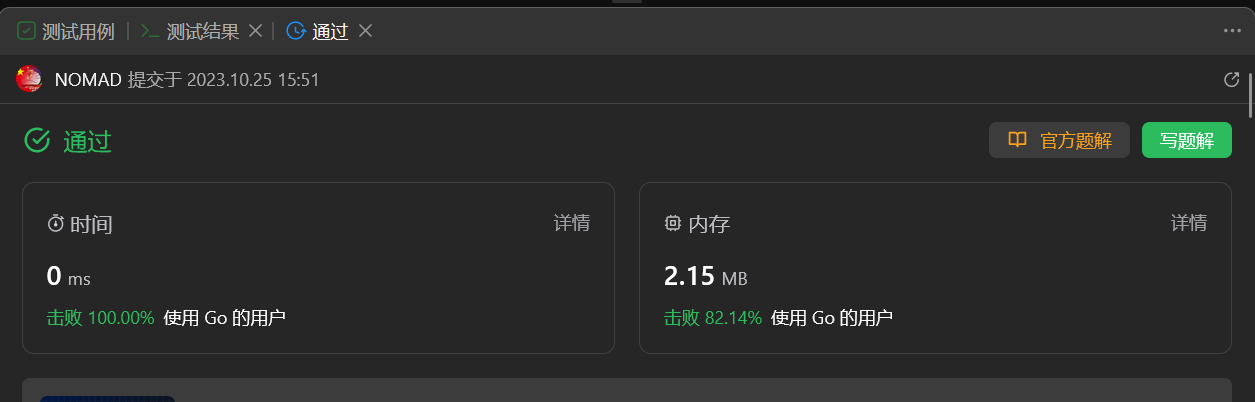 测试用例 测试结果 通过
NOMAD 提交于 2023.10.25 15:51
通过 官方题解 写题解
时间 详情
0 ms
击败 100.00% 使用 Go 的用户
内存 详情
2.15 MB
击败 82.14% 使用 Go 的用户